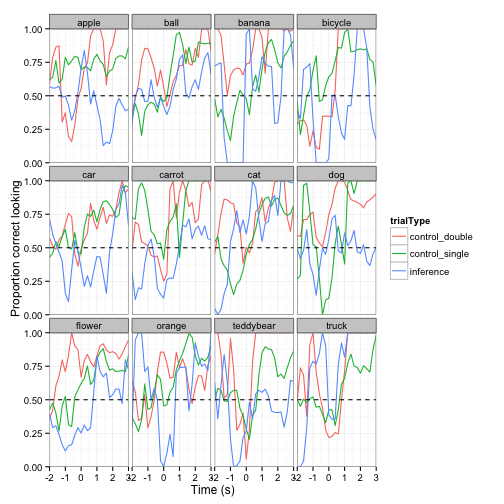 apple ball banana bicycle
1.00
0.75
0.50
0.25
0.00
car carrot cat dog
1.00
0.75
0.50
0.25
0.00
flower orange teddybear truck
1.00
0.75
0.50
0.25
0.00
-2 -1 0 1 2 3 -2 -1 0 1 2 3 -2 -1 0 1 2 3 -2 -1 0 1 2 3
Time (s)
Proportion correct looking
trialType
control_double
control_single
inference